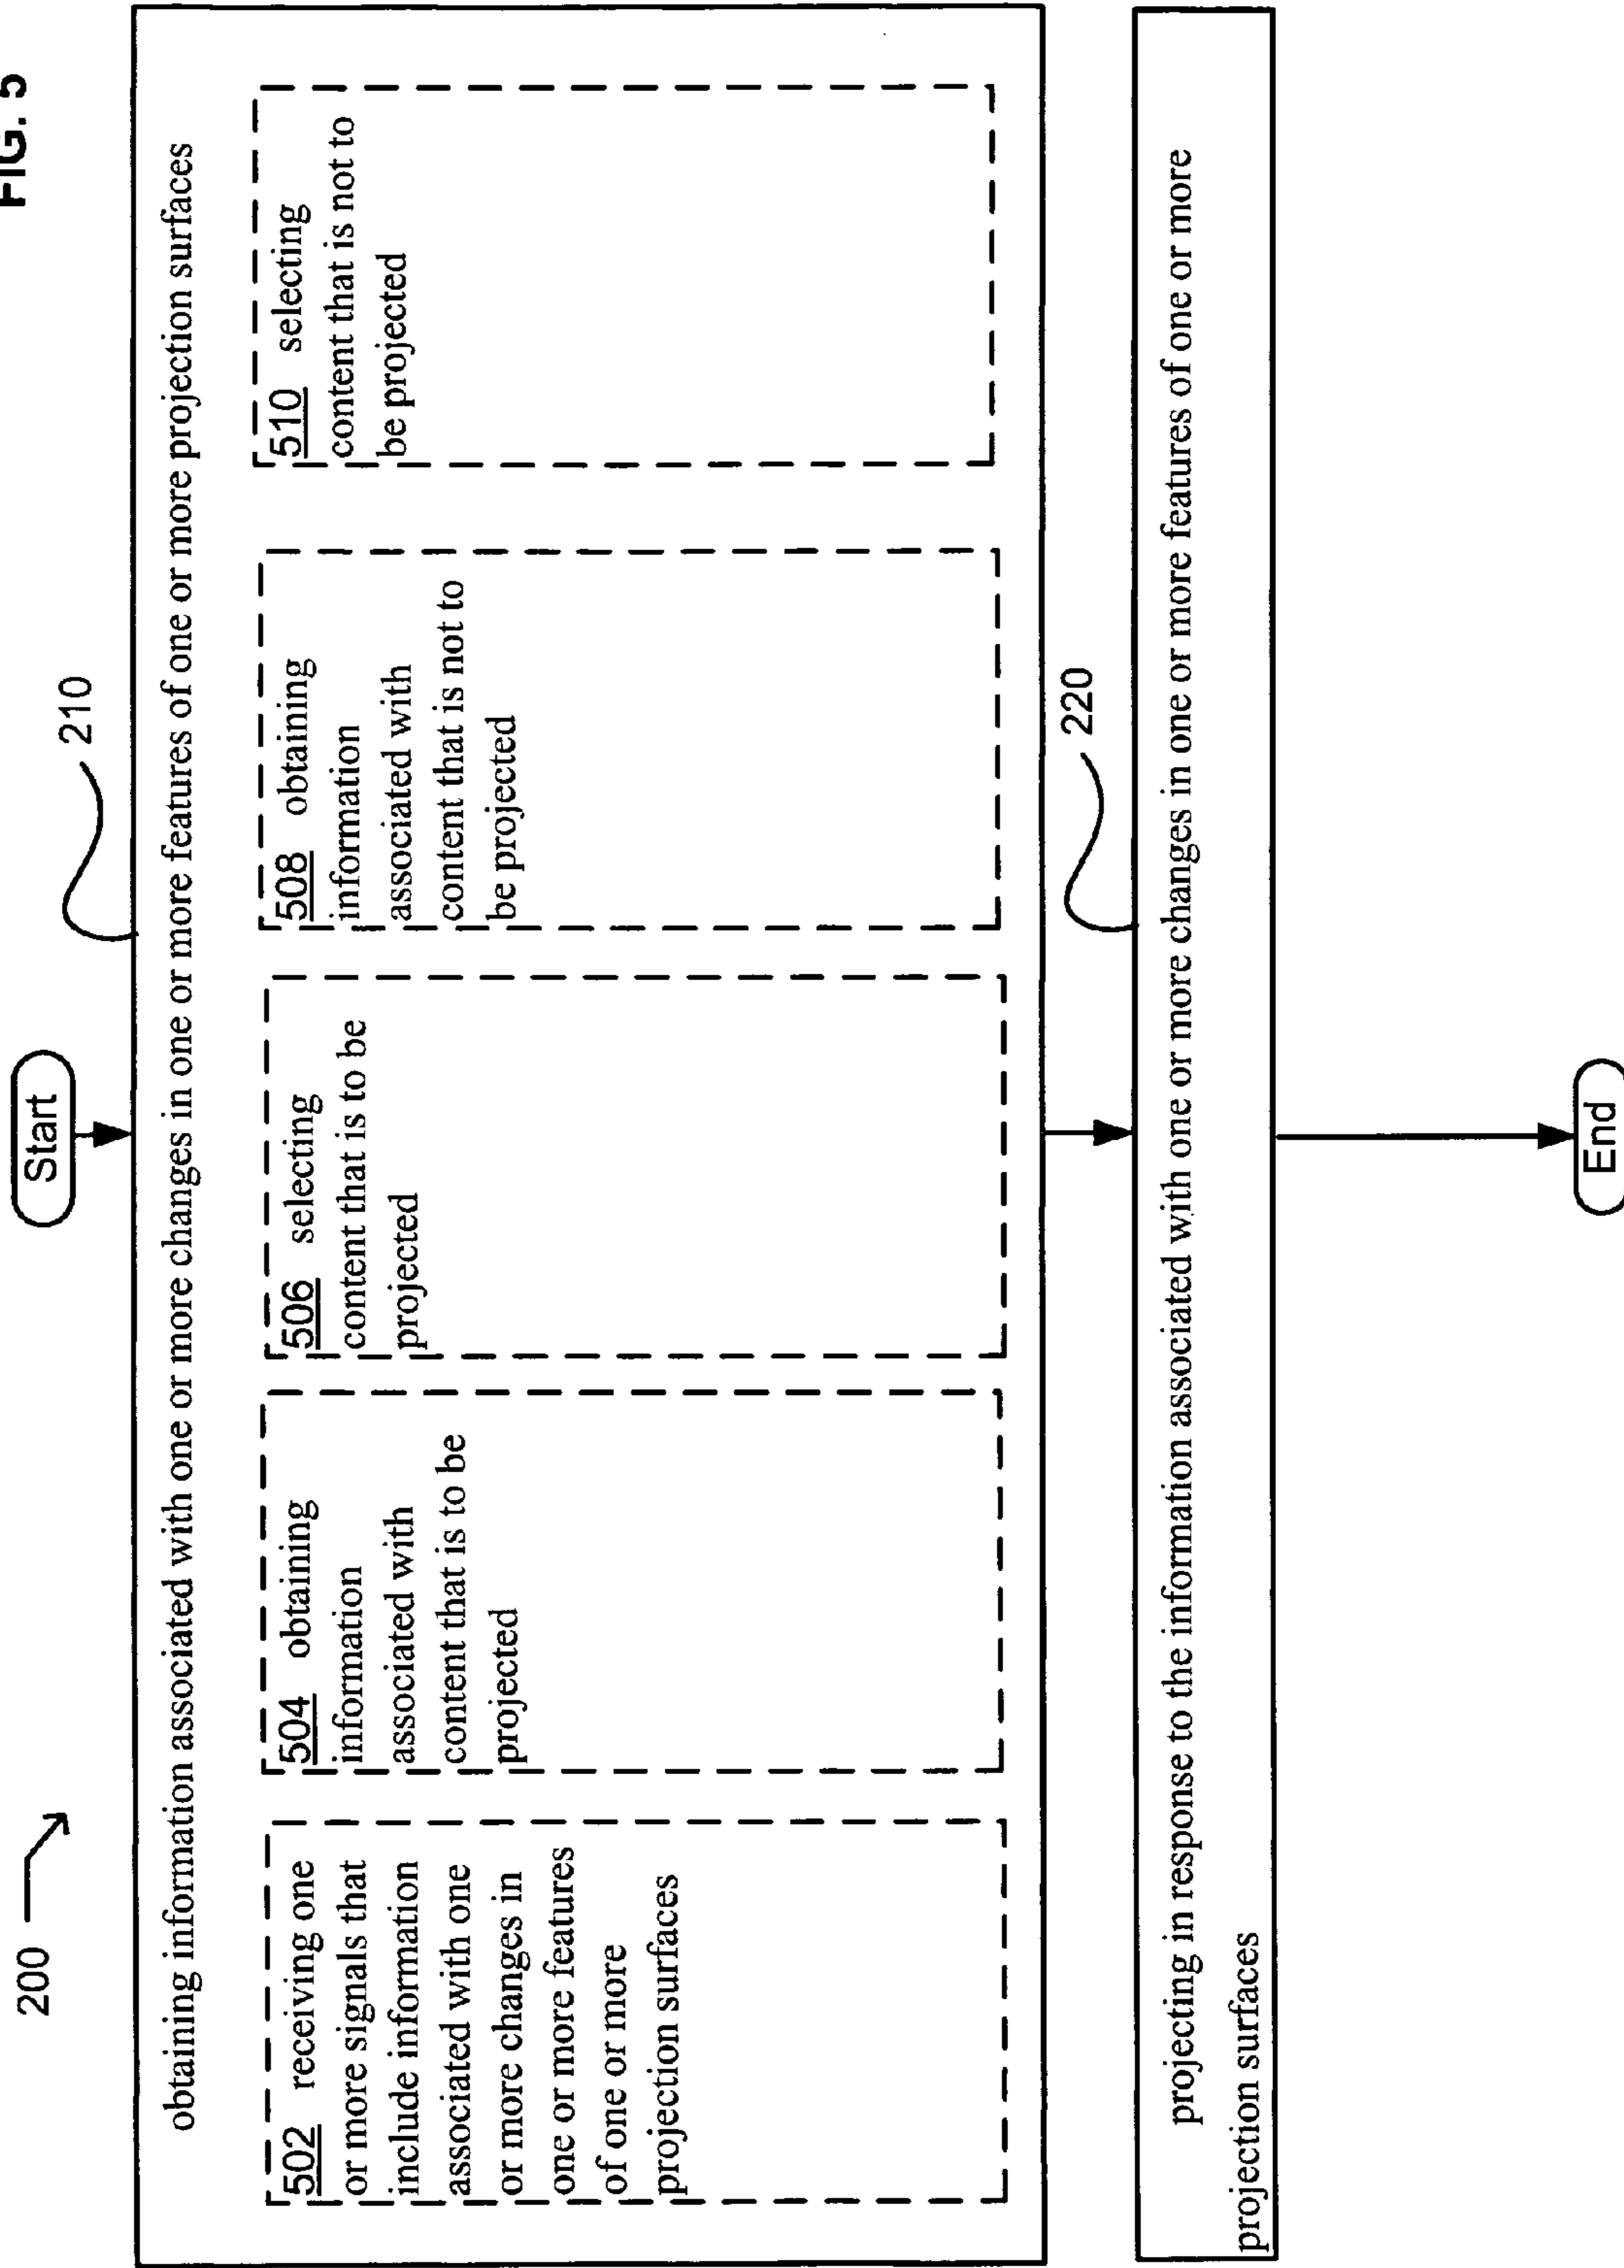 FIG. 5
200
Start
210
obtaining information associated with one or more changes in one or more features of one or more projection surfaces
502 receiving one
or more signals that
include information
associated with one
or more changes in
one or more features
of one or more
projection surfaces
504 obtaining
information
associated with
content that is to be
projected
506 selecting
content that is to be
projected
508 obtaining
information
associated with
content that is not to
be projected
510 selecting
content that is not to
be projected
220
projecting in response to the information associated with one or more changes in one or more features of one or more
projection surfaces
End